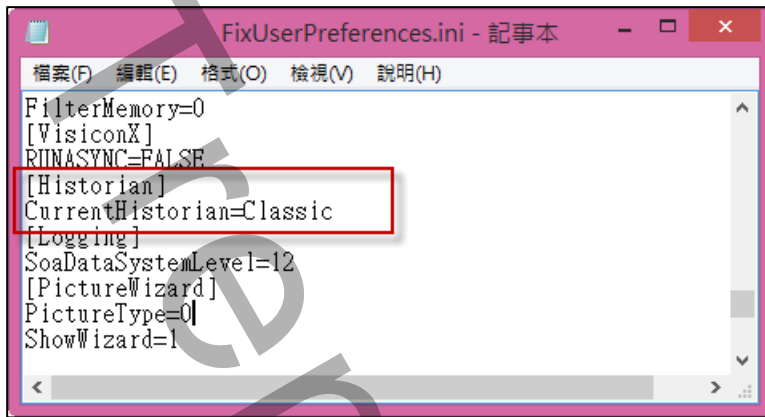 FixUserPreferences.ini - 記事本
檔案(F) 編輯(E) 格式(O) 檢視(V) 說明(H)
FilterMemory=0
[VisiconX]
RUNASYNC=FALSE
[Historian]
CurrentHistorian=Classic
[Logging]
SoaDataSystemLevel=12
[PictureWizard]
PictureType=0
ShowWizard=1